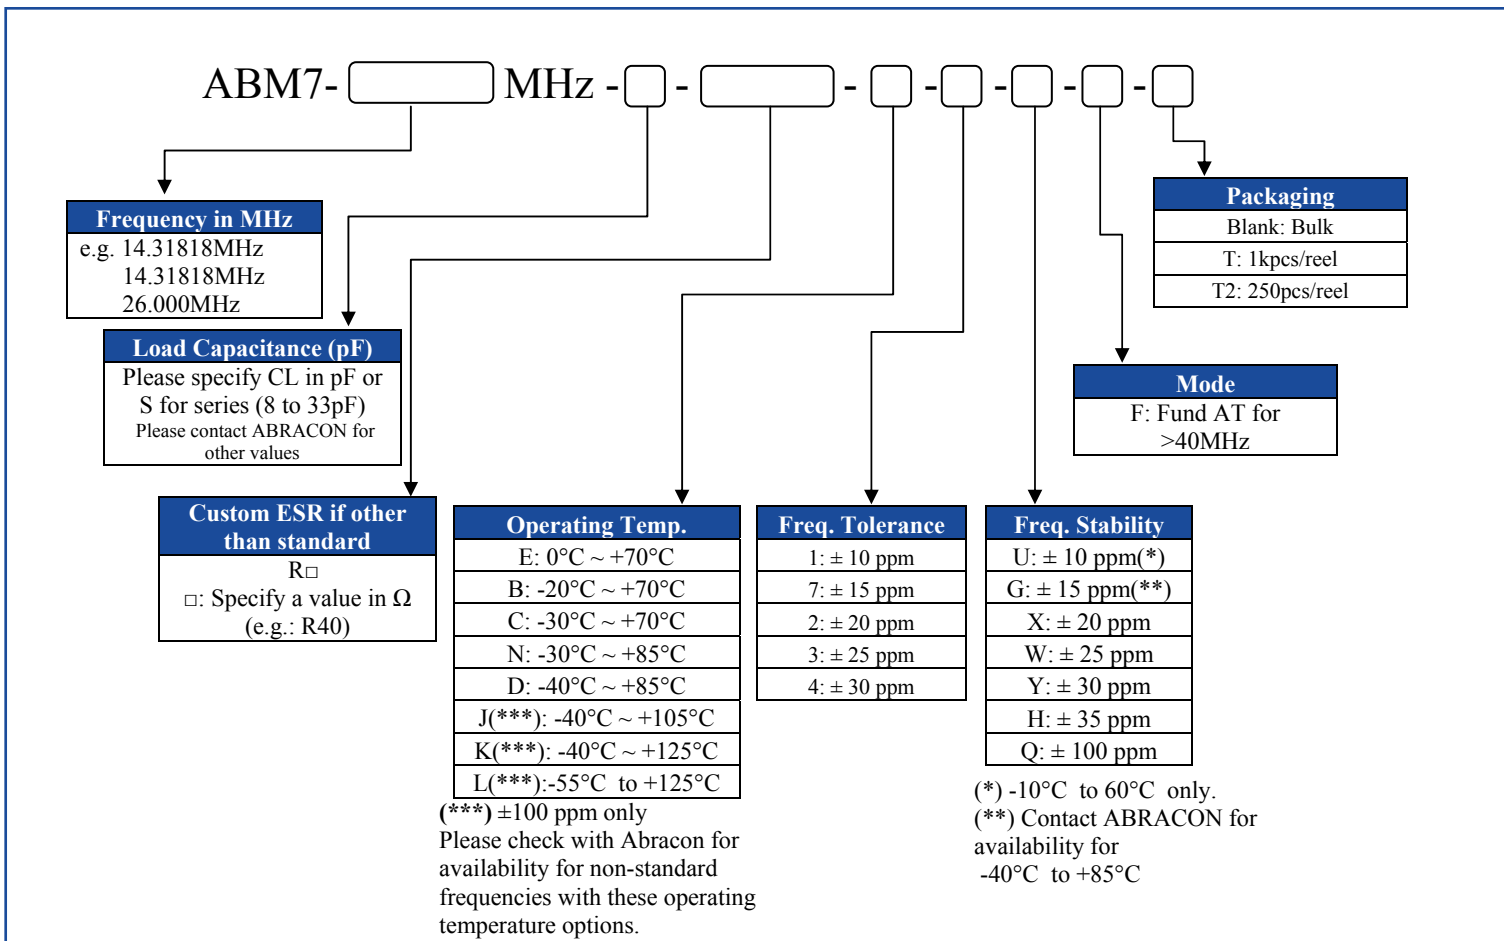 ABM7- MHz - - - - - - -
Frequency in MHz
e.g. 14.31818MHz
14.31818MHz
26.000MHz
Load Capacitance (pF)
Please specify CL in pF or
S for series (8 to 33pF)
Please contact ABRACON for
other values
Custom ESR if other
than standard
R□
□: Specify a value in Ω
(e.g.: R40)
Operating Temp.
E: 0°C ~ +70°C
B: -20°C ~ +70°C
C: -30°C ~ +70°C
N: -30°C ~ +85°C
D: -40°C ~ +85°C
J(***): -40°C ~ +105°C
K(***): -40°C ~ +125°C
L(***):-55°C to +125°C
(***) ±100 ppm only
Please check with Abracon for
availability for non-standard
frequencies with these operating
temperature options.
Freq. Tolerance
1: ± 10 ppm
7: ± 15 ppm
2: ± 20 ppm
3: ± 25 ppm
4: ± 30 ppm
Freq. Stability
U: ± 10 ppm(*)
G: ± 15 ppm(**)
X: ± 20 ppm
W: ± 25 ppm
Y: ± 30 ppm
H: ± 35 ppm
Q: ± 100 ppm
(*) -10°C to 60°C only.
(**) Contact ABRACON for
availability for
-40°C to +85°C
Mode
F: Fund AT for
>40MHz
Packaging
Blank: Bulk
T: 1kpcs/reel
T2: 250pcs/reel